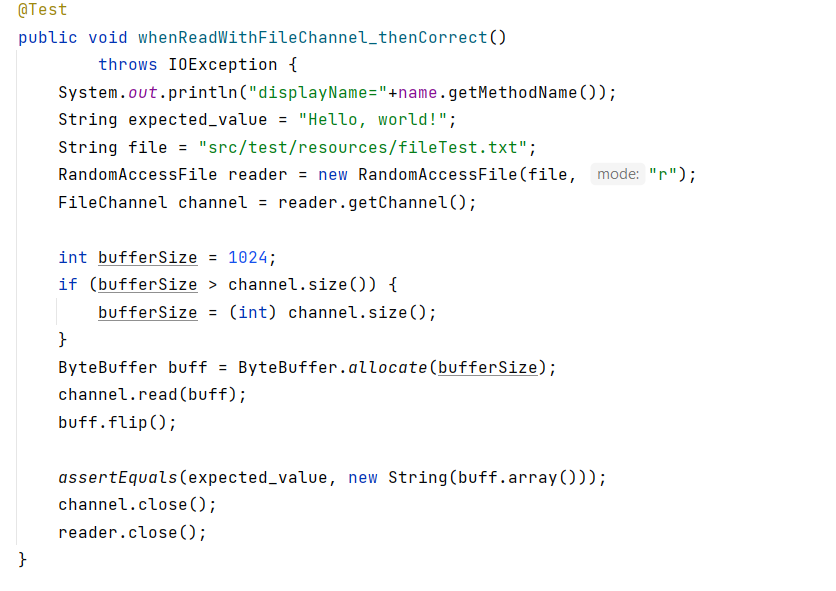 @Test
public void whenReadWithFileChannel_thenCorrect()
        throws IOException {
    System.out.println("displayName="+name.getMethodName());
    String expected_value = "Hello, world!";
    String file = "src/test/resources/fileTest.txt";
    RandomAccessFile reader = new RandomAccessFile(file, mode: "r");
    FileChannel channel = reader.getChannel();

    int bufferSize = 1024;
    if (bufferSize > channel.size()) {
        bufferSize = (int) channel.size();
    }
    ByteBuffer buff = ByteBuffer.allocate(bufferSize);
    channel.read(buff);
    buff.flip();

    assertEquals(expected_value, new String(buff.array()));
    channel.close();
    reader.close();
}